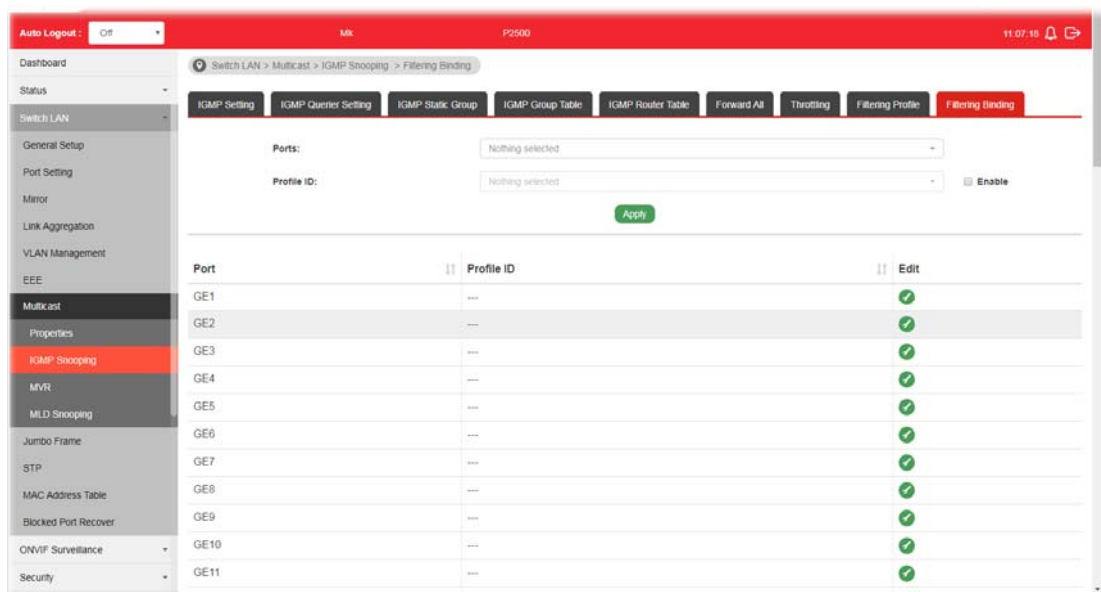 Auto Logout : Off Mk P2500 11:07:18
Dashboard
Status
Switch LAN
General Setup
Port Setting
Mirror
Link Aggregation
VLAN Management
EEE
Multicast
Properties
IGMP Snooping
MVR
MLD Snooping
Jumbo Frame
STP
MAC Address Table
Blocked Port Recover
ONVIF Surveillance
Security
Switch LAN > Multicast > IGMP Snooping > Filtering Binding
IGMP Setting IGMP Querier Setting IGMP Static Group IGMP Group Table IGMP Router Table Forward All Throttling Filtering Profile Filtering Binding
Ports: Nothing selected
Profile ID: Nothing selected Enable
Apply
Port Profile ID Edit
GE1 ---
GE2 ---
GE3 ---
GE4 ---
GE5 ---
GE6 ---
GE7 ---
GE8 ---
GE9 ---
GE10 ---
GE11 ---